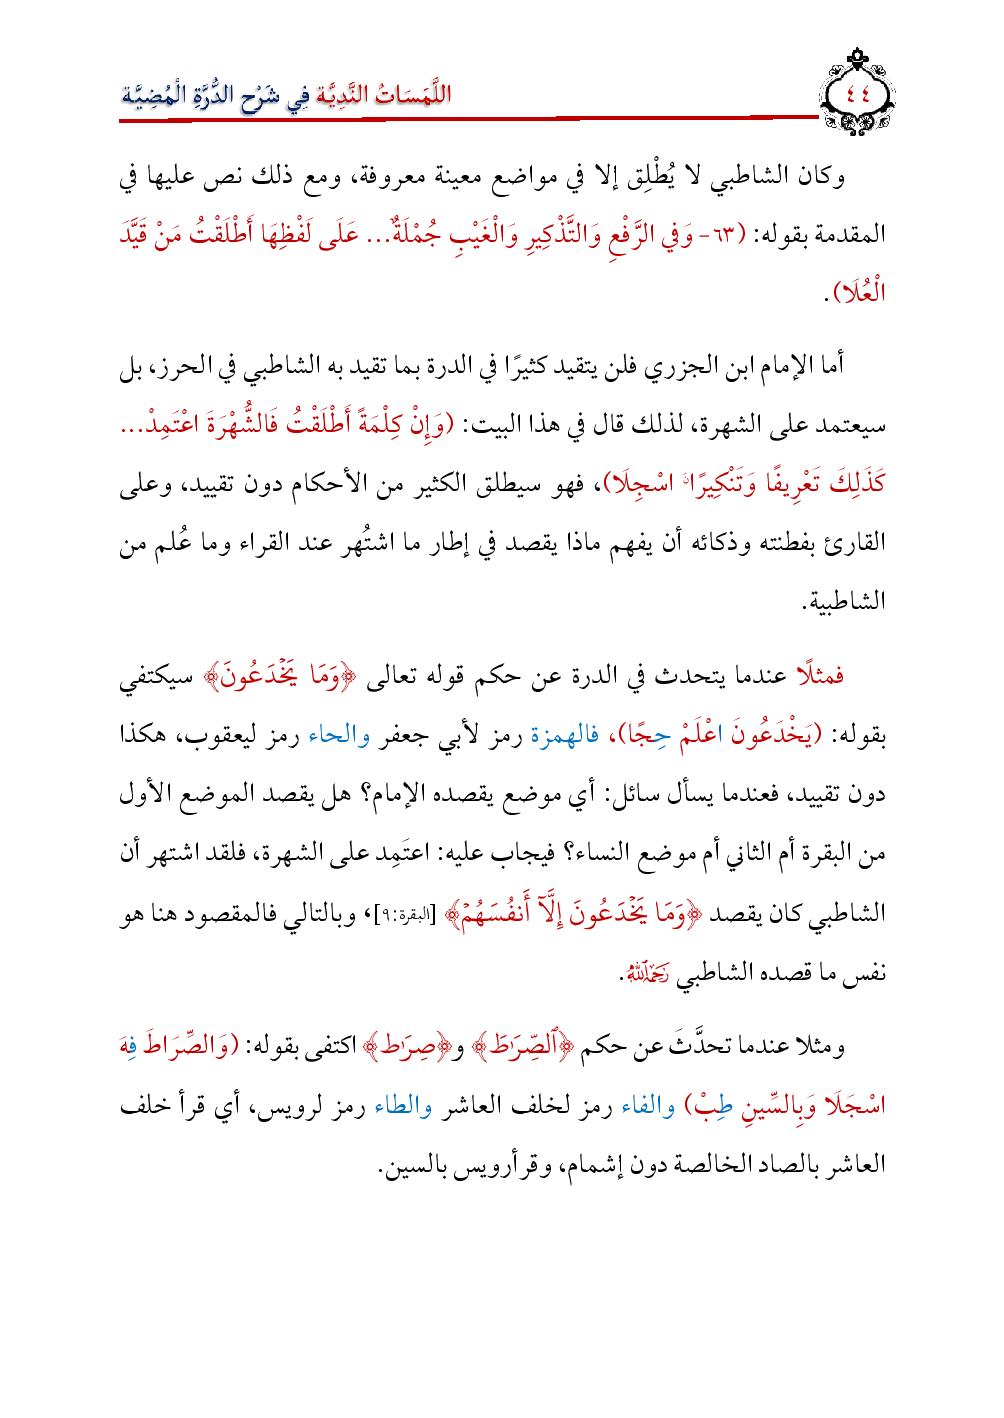 ٤٤
اللَّمَسَاتُ النَّدِيَّة فِي شَرْح الدُّرَّةِ الْمُضِيَّة
وكان الشاطبي لا يُطْلِق إلا في مواضع معينة معروفة، ومع ذلك نص عليها في
المقدمة بقوله: (٦٣- وَفي الرَّفْعِ وَالتَّذْكِيرِ وَالْغَيْبِ جُمْلَةٌ... عَلَى لَفْظِهَا أَطْلَقْتُ مَنْ قَيَّدَ
الْعُلَا).
أما الإمام ابن الجزري فلن يتقيد كثيرًا في الدرة بما تقيد به الشاطبي في الحرز، بل
سيعتمد على الشهرة، لذلك قال في هذا البيت: (وَإِنْ كِلْمَةً أَطْلَقْتُ فَالشُّهْرَةَ اعْتَمِدْ...
كَذَلِكَ تَعْرِيفًا وَتَنْكِيرًاۨ اسْجِلَا)، فهو سيطلق الكثير من الأحكام دون تقييد، وعلى
القارئ بفطنته وذكائه أن يفهم ماذا يقصد في إطار ما اشتُهر عند القراء وما عُلم من
الشاطبية.
فمثلًا عندما يتحدث في الدرة عن حكم قوله تعالى ﴿وَمَا يَخۡدَعُونَ﴾ سيكتفي
بقوله: (يَخْدَعُونَ اعْلَمْ حِجًا)، فالهمزة رمز لأبي جعفر والحاء رمز ليعقوب، هكذا
دون تقييد، فعندما يسأل سائل: أي موضع يقصده الإمام؟ هل يقصد الموضع الأول
من البقرة أم الثاني أم موضع النساء؟ فيجاب عليه: اعتَمِد على الشهرة، فلقد اشتهر أن
الشاطبي كان يقصد ﴿وَمَا يَخۡدَعُونَ إِلَّآ أَنفُسَهُمۡ﴾ [البقرة:٩]، وبالتالي فالمقصود هنا هو
نفس ما قصده الشاطبي رَحِمَهُ ٱللَّهُ.
ومثلا عندما تحدَّثَ عن حكم ﴿ٱلصِّرَٰطَ﴾ و﴿صِرَٰط﴾ اكتفى بقوله: (وَالصِّرَاطَ فِهَ
اسْجَلَا وَبِالسِّينِ طِبْ) والفاء رمز لخلف العاشر والطاء رمز لرويس، أي قرأ خلف
العاشر بالصاد الخالصة دون إشمام، وقرأرويس بالسين.